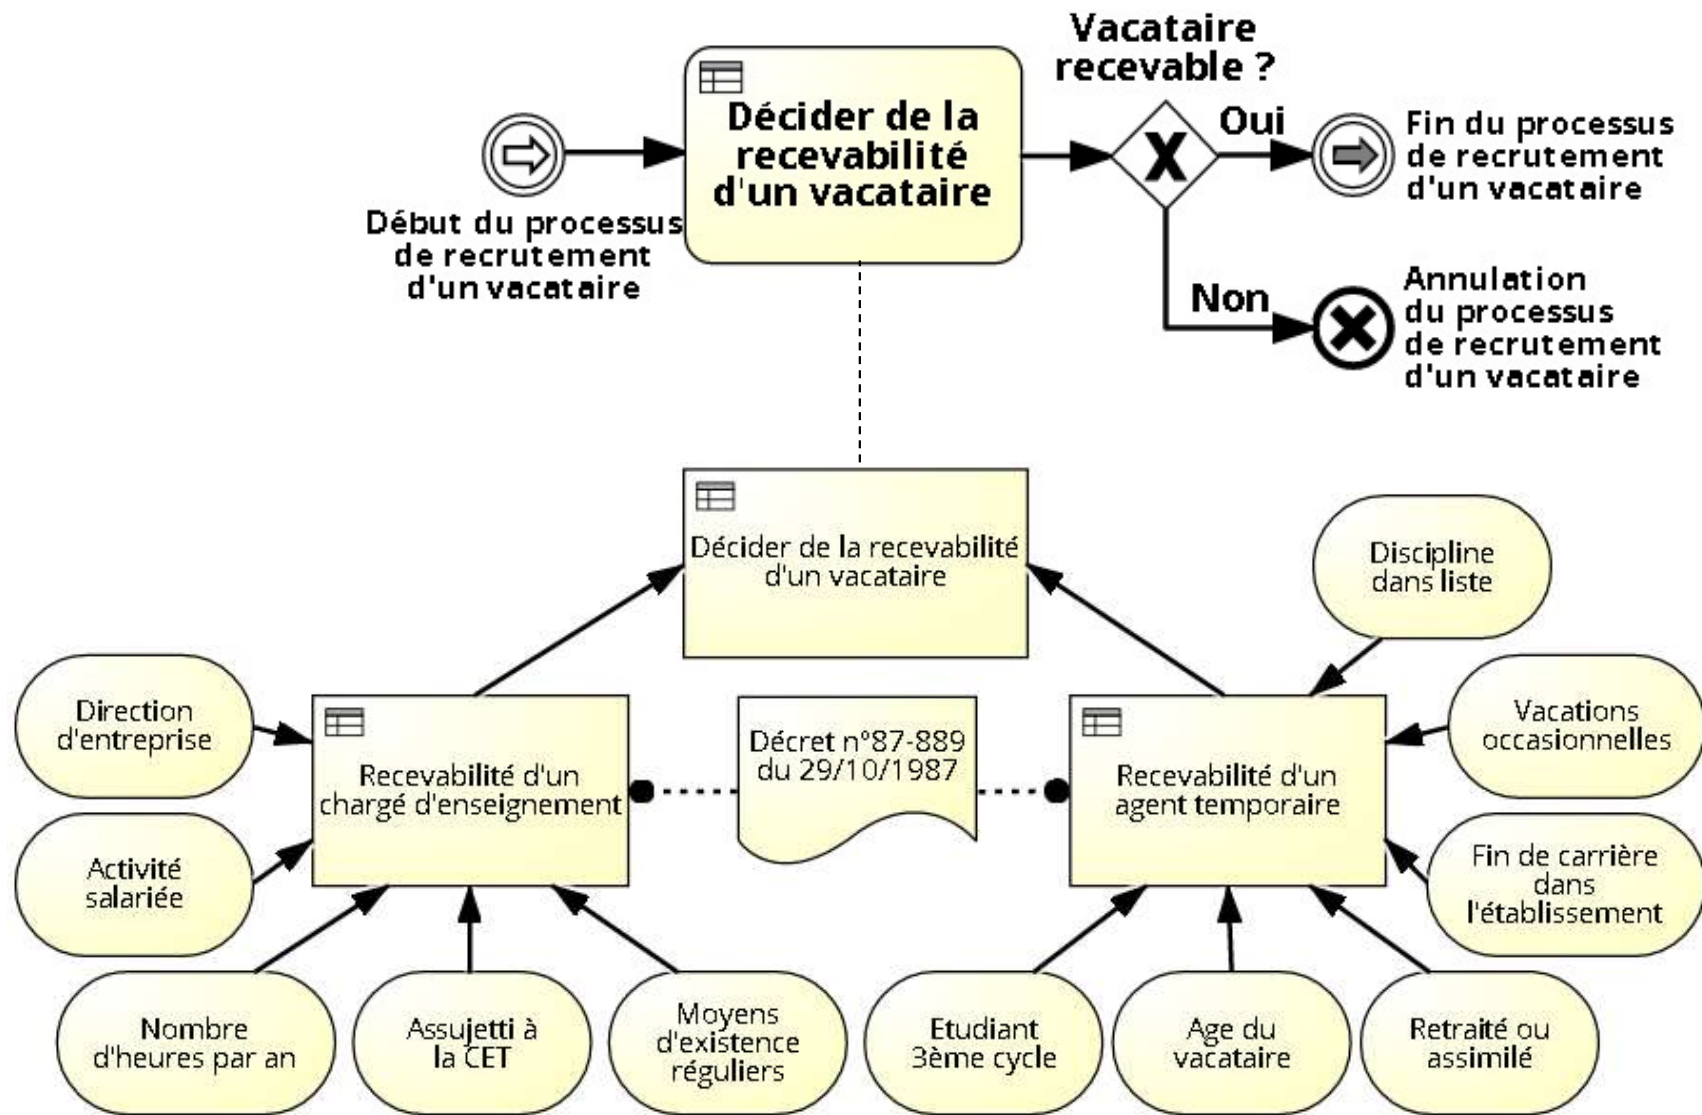 Vacataire
recevable ?
Décider de la
recevabilité
d'un vacataire
Oui
Fin du processus
de recrutement
d'un vacataire
Début du processus
de recrutement
d'un vacataire
Non
Annulation
du processus
de recrutement
d'un vacataire
Décider de la recevabilité
d'un vacataire
Discipline
dans liste
Direction
d'entreprise
Recevabilité d'un
chargé d'enseignement
Décret n°87-889
du 29/10/1987
Recevabilité d'un
agent temporaire
Vacations
occasionnelles
Activité
salariée
Fin de carrière
dans
l'établissement
Nombre
d'heures par an
Assujetti à
la CET
Moyens
d'existence
réguliers
Etudiant
3ème cycle
Age du
vacataire
Retraité ou
assimilé